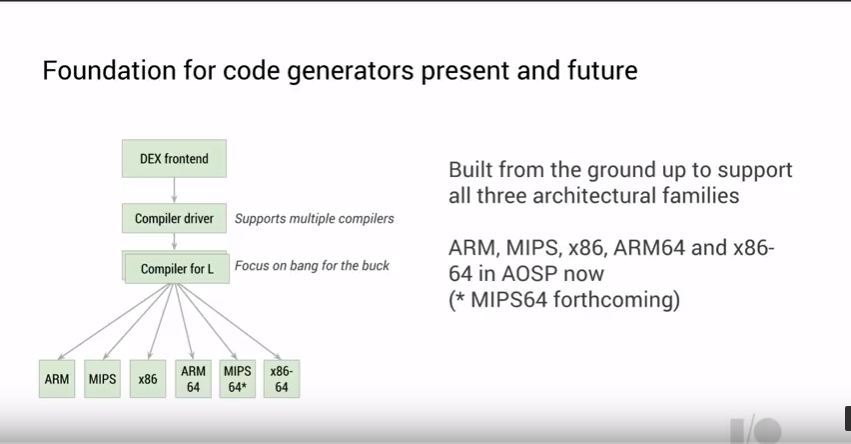 Foundation for code generators present and future
DEX frontend
Compiler driver
Supports multiple compilers
Compiler for L
Focus on bang for the buck
ARM
MIPS
x86
ARM
64
MIPS
64*
x86-
64
Built from the ground up to support
all three architectural families
ARM, MIPS, x86, ARM64 and x86-
64 in AOSP now
(* MIPS64 forthcoming)
I/O